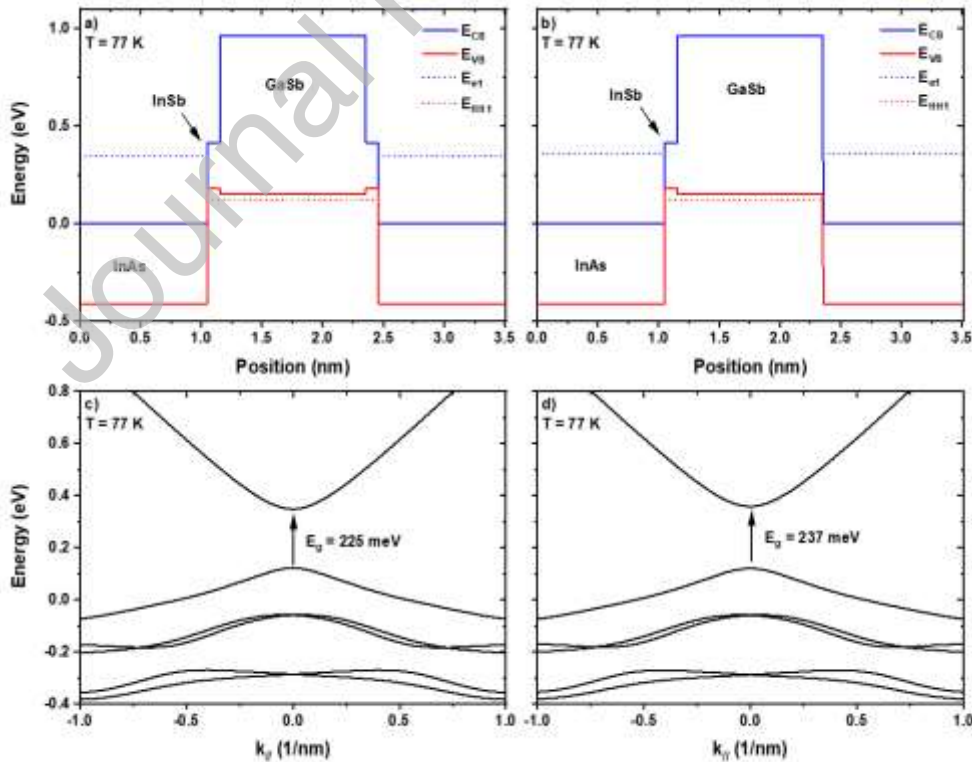 Journal
a)
T = 77 K
InSb
GaSb
InAs
E_CB
E_VB
E_e1
E_HH1
1.0
0.5
0.0
-0.5
Energy (eV)
0.0 0.5 1.0 1.5 2.0 2.5 3.0 3.5
Position (nm)
b)
T = 77 K
InSb
GaSb
InAs
E_CB
E_VB
E_e1
E_HH1
0.0 0.5 1.0 1.5 2.0 2.5 3.0 3.5
Position (nm)
c)
T = 77 K
E_g = 225 meV
0.8
0.6
0.4
0.2
0.0
-0.2
-0.4
Energy (eV)
-1.0 -0.5 0.0 0.5 1.0
k_// (1/nm)
d)
T = 77 K
E_g = 237 meV
-1.0 -0.5 0.0 0.5 1.0
k_// (1/nm)